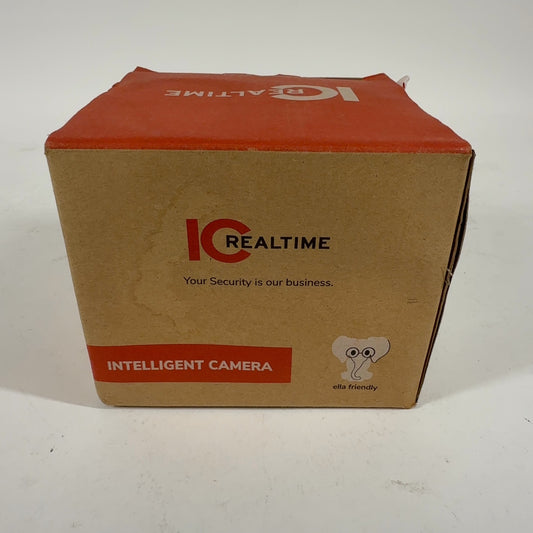 IC REALTIME
IC REALTIME
Your Security is our business.
INTELLIGENT CAMERA
ella friendly